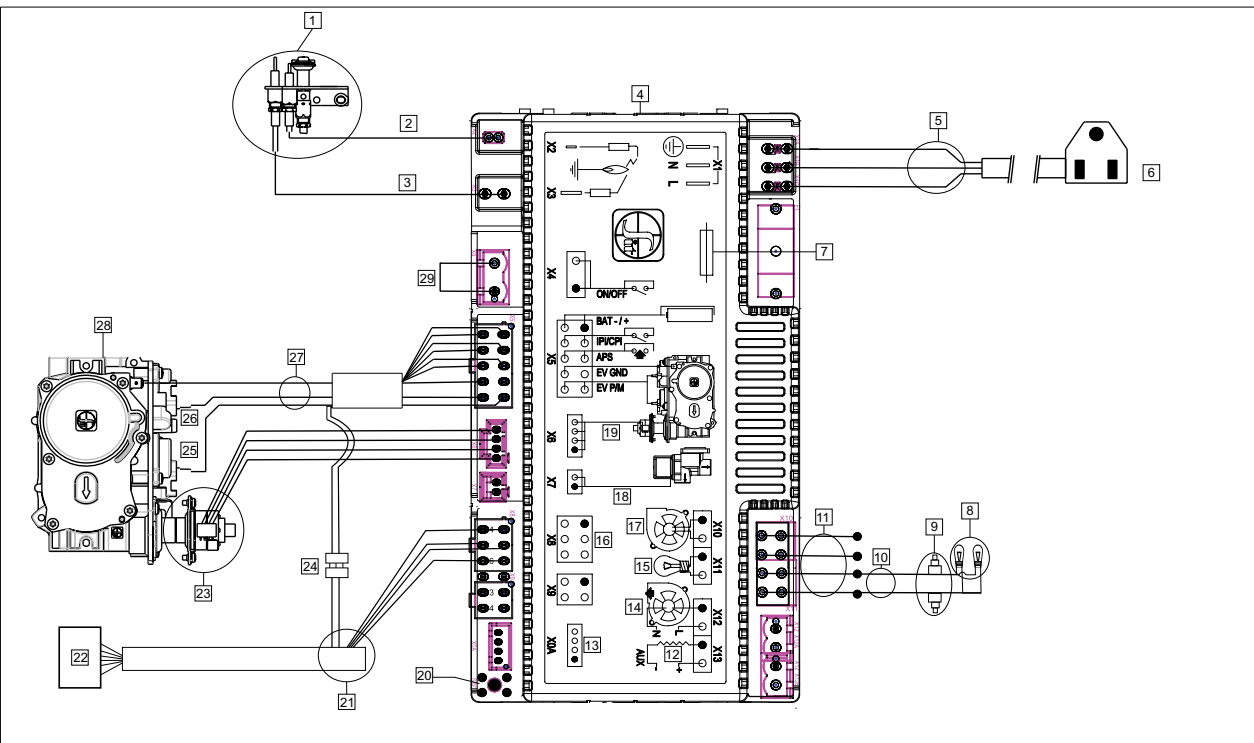 1
2
3
4
5
6
7
8
9
10
11
12
13
14
15
16
17
18
19
20
21
22
23
24
25
26
27
28
29
X2
X3
X1
N
L
X4
ON/OFF
BAT - / +
IPI/CPI
APS
EV GND
EV P/M
X5
X6
X7
X8
X9
X0A
X10
X11
X12
X13
N
L
AUX
-
+
X10